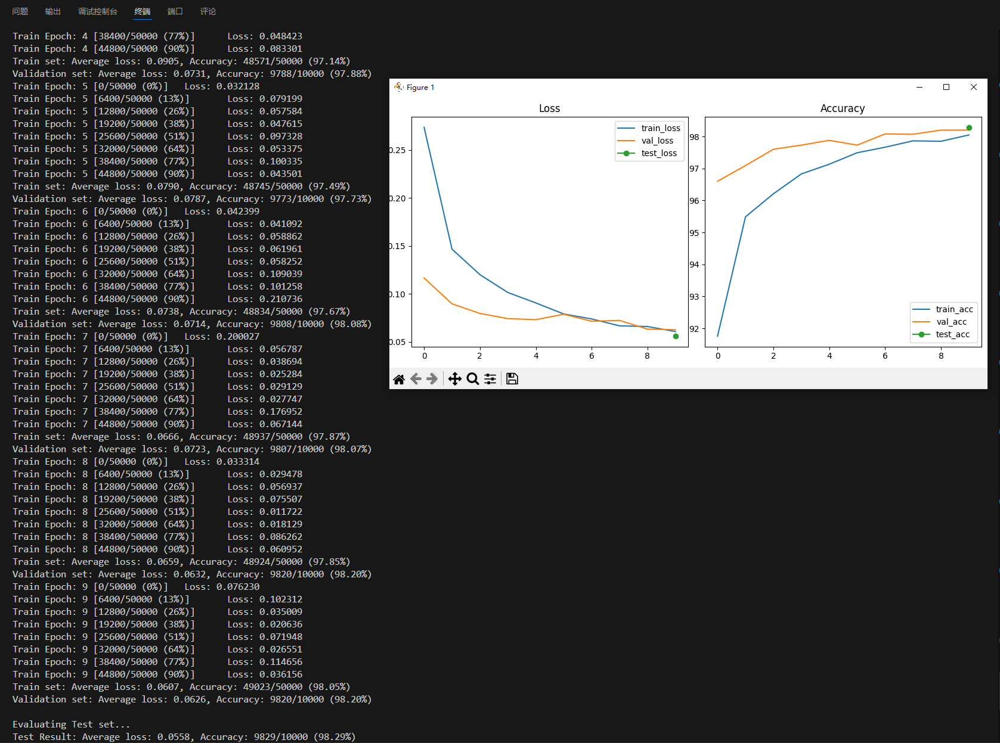 问题 输出 调试控制台 终端 端口 评论
Train Epoch: 4 [38400/50000 (77%)] Loss: 0.048423
Train Epoch: 4 [44800/50000 (90%)] Loss: 0.083301
Train set: Average loss: 0.0905, Accuracy: 48571/50000 (97.14%)
Validation set: Average loss: 0.0731, Accuracy: 9788/10000 (97.88%)
Train Epoch: 5 [0/50000 (0%)] Loss: 0.032128
Train Epoch: 5 [6400/50000 (13%)] Loss: 0.079199
Train Epoch: 5 [12800/50000 (26%)] Loss: 0.057584
Train Epoch: 5 [19200/50000 (38%)] Loss: 0.047615
Train Epoch: 5 [25600/50000 (51%)] Loss: 0.097328
Train Epoch: 5 [32000/50000 (64%)] Loss: 0.053375
Train Epoch: 5 [38400/50000 (77%)] Loss: 0.100335
Train Epoch: 5 [44800/50000 (90%)] Loss: 0.043501
Train set: Average loss: 0.0790, Accuracy: 48745/50000 (97.49%)
Validation set: Average loss: 0.0787, Accuracy: 9773/10000 (97.73%)
Train Epoch: 6 [0/50000 (0%)] Loss: 0.042399
Train Epoch: 6 [6400/50000 (13%)] Loss: 0.041092
Train Epoch: 6 [12800/50000 (26%)] Loss: 0.058862
Train Epoch: 6 [19200/50000 (38%)] Loss: 0.061961
Train Epoch: 6 [25600/50000 (51%)] Loss: 0.058252
Train Epoch: 6 [32000/50000 (64%)] Loss: 0.109039
Train Epoch: 6 [38400/50000 (77%)] Loss: 0.101258
Train Epoch: 6 [44800/50000 (90%)] Loss: 0.210736
Train set: Average loss: 0.0738, Accuracy: 48834/50000 (97.67%)
Validation set: Average loss: 0.0714, Accuracy: 9808/10000 (98.08%)
Train Epoch: 7 [0/50000 (0%)] Loss: 0.200027
Train Epoch: 7 [6400/50000 (13%)] Loss: 0.056787
Train Epoch: 7 [12800/50000 (26%)] Loss: 0.038694
Train Epoch: 7 [19200/50000 (38%)] Loss: 0.025284
Train Epoch: 7 [25600/50000 (51%)] Loss: 0.029129
Train Epoch: 7 [32000/50000 (64%)] Loss: 0.027747
Train Epoch: 7 [38400/50000 (77%)] Loss: 0.176952
Train Epoch: 7 [44800/50000 (90%)] Loss: 0.067144
Train set: Average loss: 0.0666, Accuracy: 48937/50000 (97.87%)
Validation set: Average loss: 0.0723, Accuracy: 9807/10000 (98.07%)
Train Epoch: 8 [0/50000 (0%)] Loss: 0.033314
Train Epoch: 8 [6400/50000 (13%)] Loss: 0.029478
Train Epoch: 8 [12800/50000 (26%)] Loss: 0.056937
Train Epoch: 8 [19200/50000 (38%)] Loss: 0.075507
Train Epoch: 8 [25600/50000 (51%)] Loss: 0.011722
Train Epoch: 8 [32000/50000 (64%)] Loss: 0.018129
Train Epoch: 8 [38400/50000 (77%)] Loss: 0.086262
Train Epoch: 8 [44800/50000 (90%)] Loss: 0.060952
Train set: Average loss: 0.0659, Accuracy: 48924/50000 (97.85%)
Validation set: Average loss: 0.0632, Accuracy: 9820/10000 (98.20%)
Train Epoch: 9 [0/50000 (0%)] Loss: 0.076230
Train Epoch: 9 [6400/50000 (13%)] Loss: 0.102312
Train Epoch: 9 [12800/50000 (26%)] Loss: 0.035009
Train Epoch: 9 [19200/50000 (38%)] Loss: 0.020636
Train Epoch: 9 [25600/50000 (51%)] Loss: 0.071948
Train Epoch: 9 [32000/50000 (64%)] Loss: 0.026551
Train Epoch: 9 [38400/50000 (77%)] Loss: 0.114656
Train Epoch: 9 [44800/50000 (90%)] Loss: 0.036156
Train set: Average loss: 0.0607, Accuracy: 49023/50000 (98.05%)
Validation set: Average loss: 0.0626, Accuracy: 9820/10000 (98.20%)
Evaluating Test set...
Test Result: Average loss: 0.0558, Accuracy: 9829/10000 (98.29%)
Figure 1
Loss
train_loss
val_loss
test_loss
0.25
0.20
0.15
0.10
0.05
0 2 4 6 8
Accuracy
98
97
96
95
94
93
92
train_acc
val_acc
test_acc
0 2 4 6 8